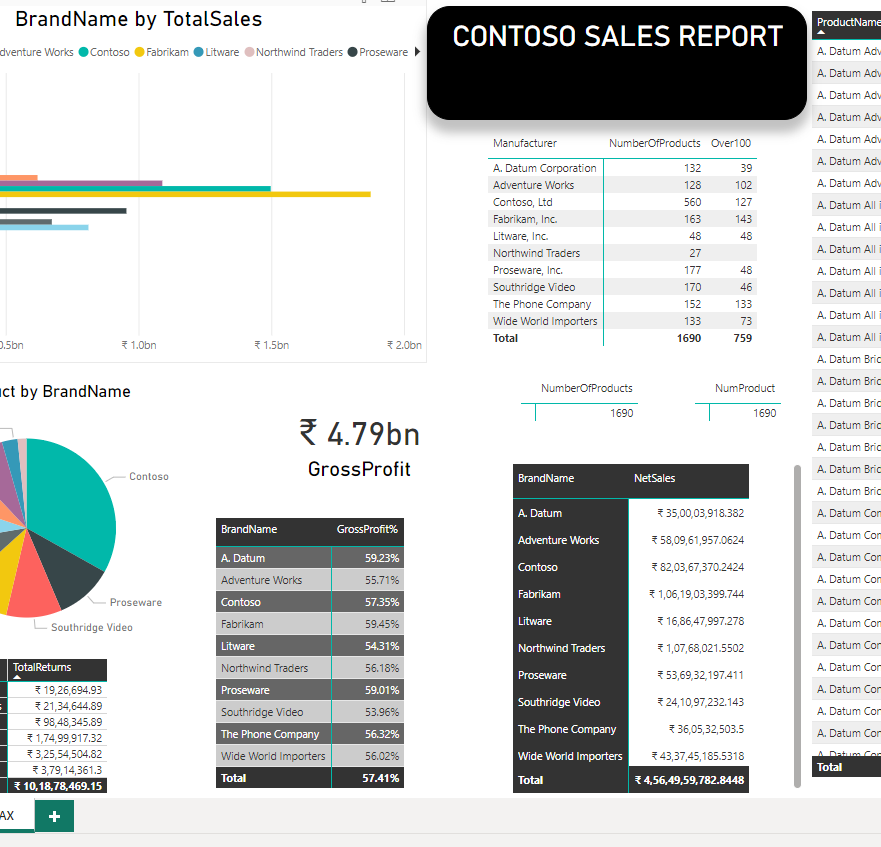 BrandName by TotalSales
dventure Works Contoso Fabrikam Litware Northwind Traders Proseware
0.5bn ₹ 1.0bn ₹ 1.5bn ₹ 2.0bn
CONTOSO SALES REPORT
Manufacturer NumberOfProducts Over100
A. Datum Corporation 132 39
Adventure Works 128 102
Contoso, Ltd 560 127
Fabrikam, Inc. 163 143
Litware, Inc. 48 48
Northwind Traders 27
Proseware, Inc. 177 48
Southridge Video 170 46
The Phone Company 152 133
Wide World Importers 133 73
Total 1690 759
NumberOfProducts
1690
NumProduct
1690
uct by BrandName
Contoso
Proseware
Southridge Video
₹ 4.79bn
GrossProfit
BrandName GrossProfit%
A. Datum 59.23%
Adventure Works 55.71%
Contoso 57.35%
Fabrikam 59.45%
Litware 54.31%
Northwind Traders 56.18%
Proseware 59.01%
Southridge Video 53.96%
The Phone Company 56.32%
Wide World Importers 56.02%
Total 57.41%
BrandName NetSales
A. Datum ₹ 35,00,03,918.382
Adventure Works ₹ 58,09,61,957.0624
Contoso ₹ 82,03,67,370.2424
Fabrikam ₹ 1,06,19,03,399.744
Litware ₹ 16,86,47,997.278
Northwind Traders ₹ 1,07,68,021.5502
Proseware ₹ 53,69,32,197.411
Southridge Video ₹ 24,10,97,232.143
The Phone Company ₹ 36,05,32,503.5
Wide World Importers ₹ 43,37,45,185.5318
Total ₹ 4,56,49,59,782.8448
TotalReturns
₹ 19,26,694.93
₹ 21,34,644.89
₹ 98,48,345.89
₹ 1,74,99,917.32
₹ 3,25,54,504.82
₹ 3,79,14,361.3
₹ 10,18,78,469.15
ProductName
A. Datum Adv
A. Datum Adv
A. Datum Adv
A. Datum Adv
A. Datum Adv
A. Datum Adv
A. Datum Adv
A. Datum All i
A. Datum All i
A. Datum All i
A. Datum All i
A. Datum All i
A. Datum All i
A. Datum All i
A. Datum Bric
A. Datum Bric
A. Datum Bric
A. Datum Bric
A. Datum Bric
A. Datum Bric
A. Datum Bric
A. Datum Con
A. Datum Con
A. Datum Con
A. Datum Con
A. Datum Con
A. Datum Con
A. Datum Con
A. Datum Con
A. Datum Con
A. Datum Con
A. Datum Con
A. Datum Con
Total
AX
+